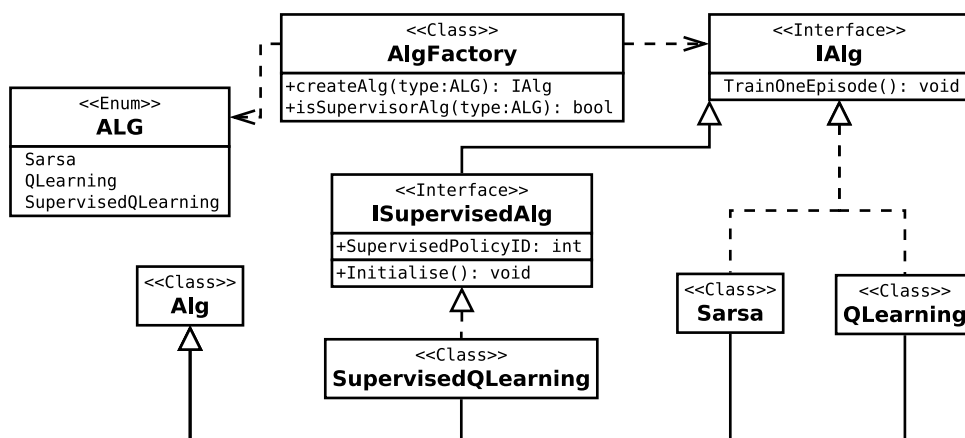 <<Class>>
AlgFactory
+createAlg(type:ALG): IAlg
+isSupervisorAlg(type:ALG): bool
<<Interface>>
IAlg
TrainOneEpisode(): void
<<Enum>>
ALG
Sarsa
QLearning
SupervisedQLearning
<<Interface>>
ISupervisedAlg
+SupervisedPolicyID: int
+Initialise(): void
<<Class>>
Alg
<<Class>>
Sarsa
<<Class>>
QLearning
<<Class>>
SupervisedQLearning